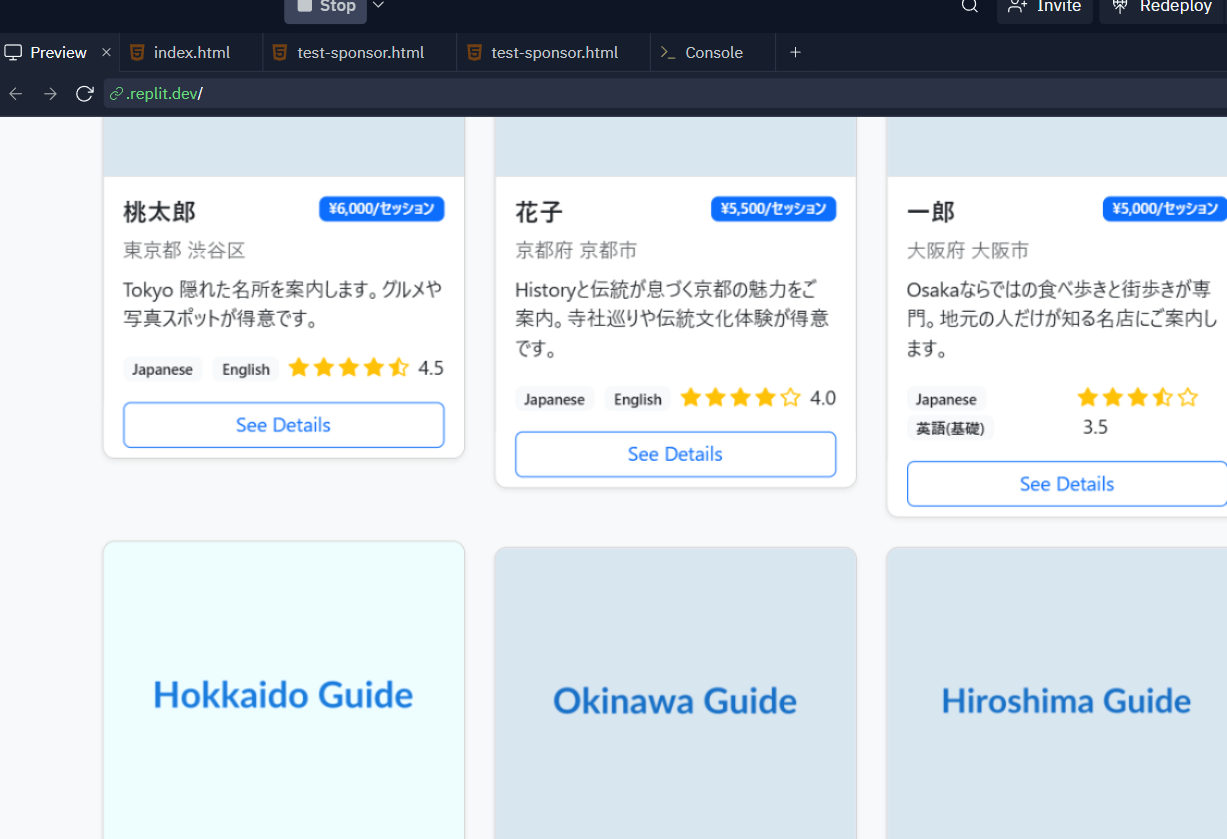 Stop
Invite
Redeploy
Preview
index.html
test-sponsor.html
test-sponsor.html
Console
.replit.dev/
桃太郎
¥6,000/セッション
東京都 渋谷区
Tokyo 隠れた名所を案内します。グルメや
写真スポットが得意です。
Japanese
English
4.5
See Details
花子
¥5,500/セッション
京都府 京都市
Historyと伝統が息づく京都の魅力をご
案内。寺社巡りや伝統文化体験が得意
です。
Japanese
English
4.0
See Details
一郎
¥5,000/セッション
大阪府 大阪市
Osakaならではの食べ歩きと街歩きが専
門。地元の人だけが知る名店にご案内し
ます。
Japanese
英語(基礎)
3.5
See Details
Hokkaido Guide
Okinawa Guide
Hiroshima Guide